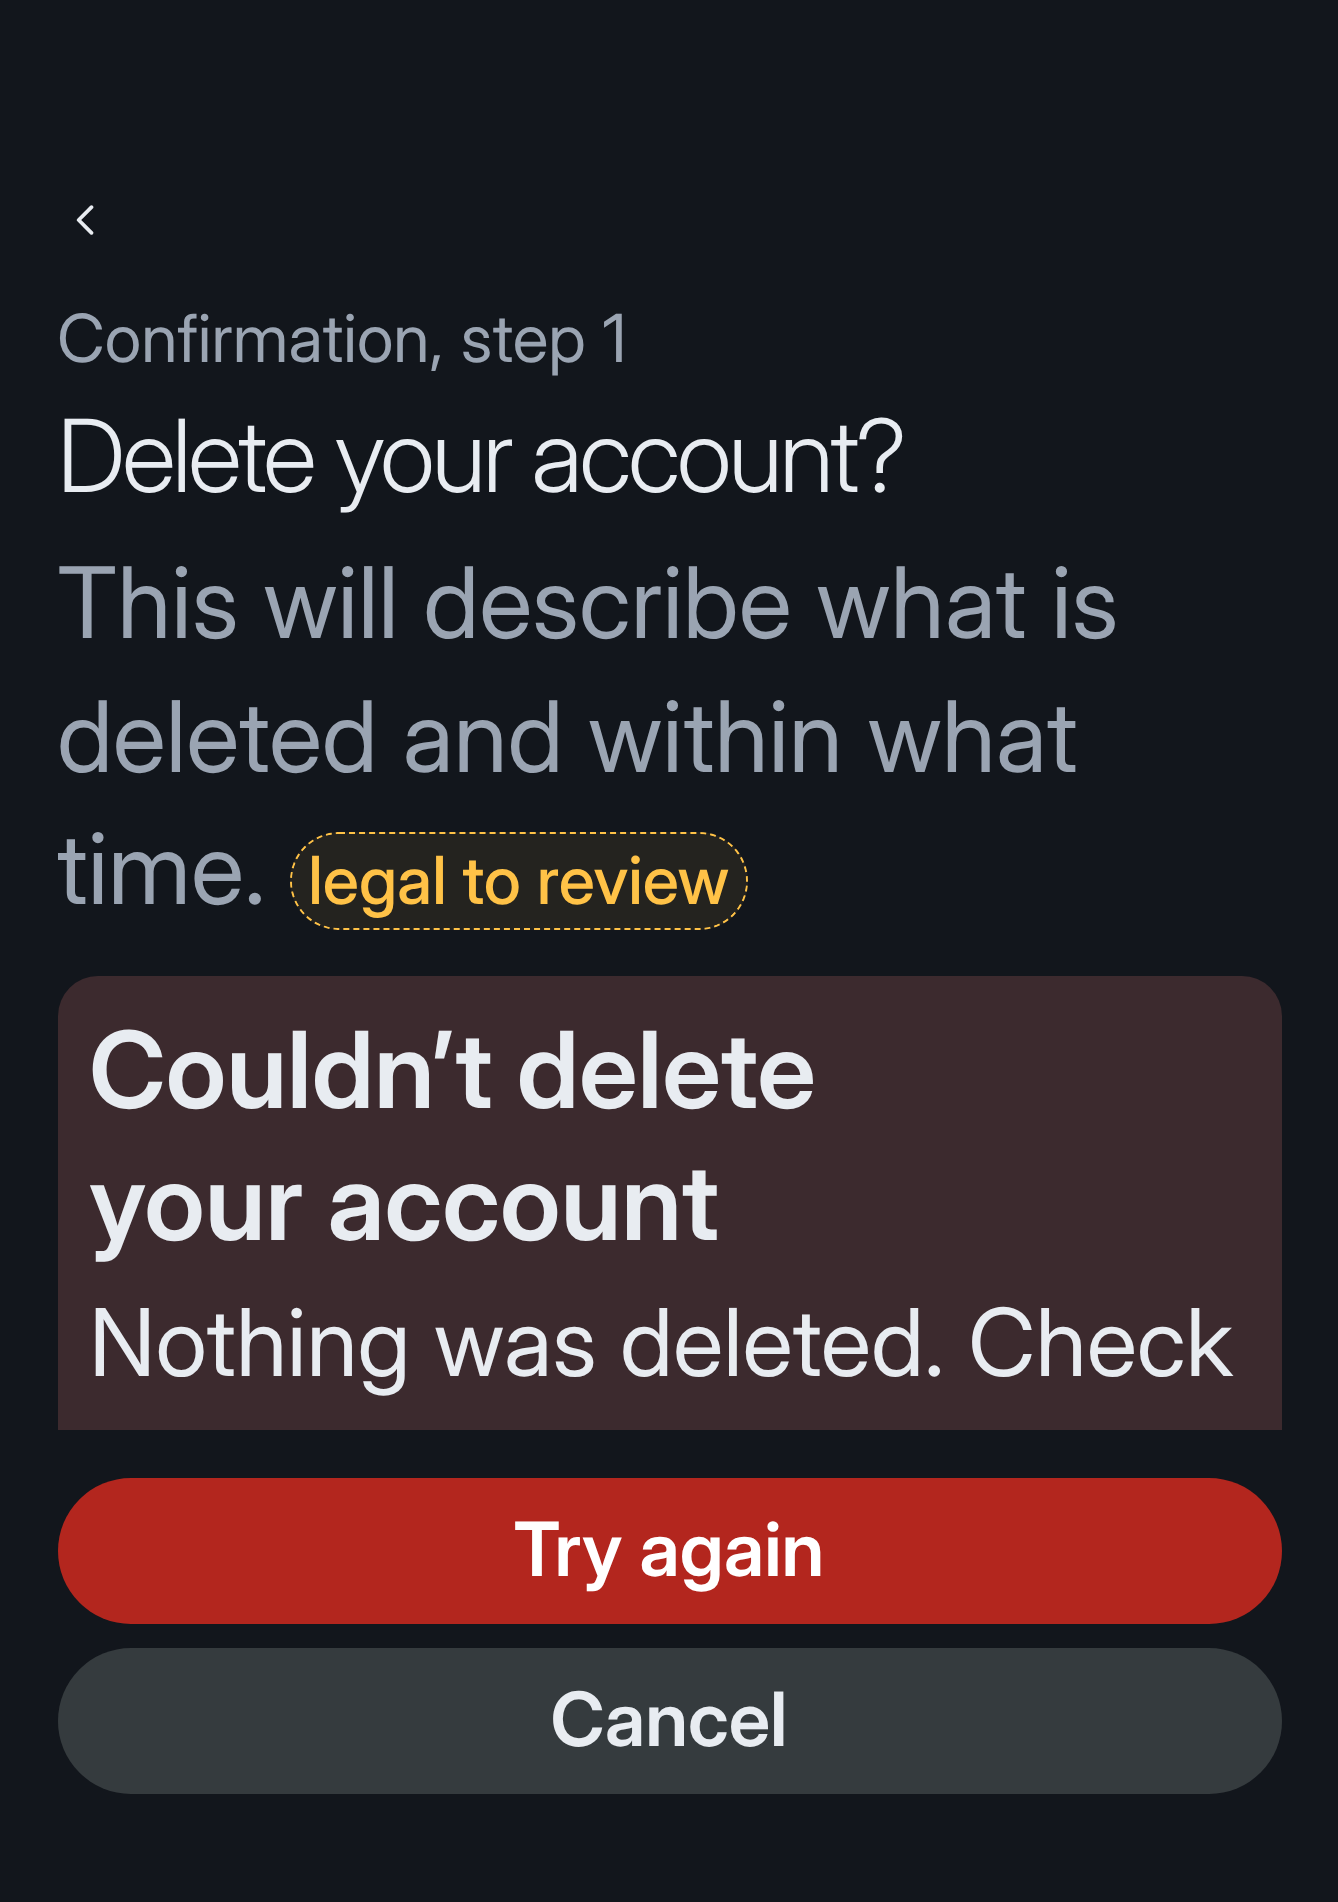 Confirmation, step 1
Delete your account?
This will describe what is
deleted and within what
time. legal to review
Couldn’t delete
your account
Nothing was deleted. Check
Try again
Cancel